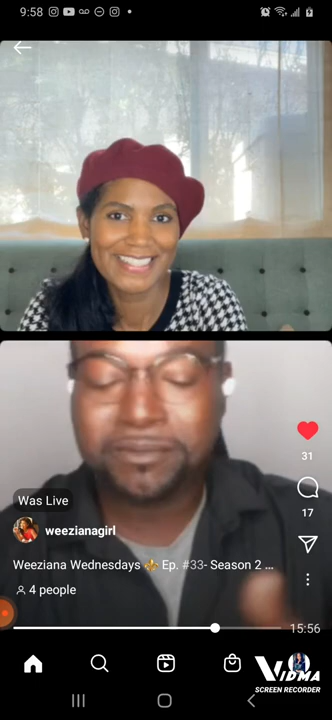 9:58
Was Live
weezianagirl
Weeziana Wednesdays ⚜️ Ep. #33- Season 2 ...
4 people
31
17
15:56
VIDMA
SCREEN RECORDER